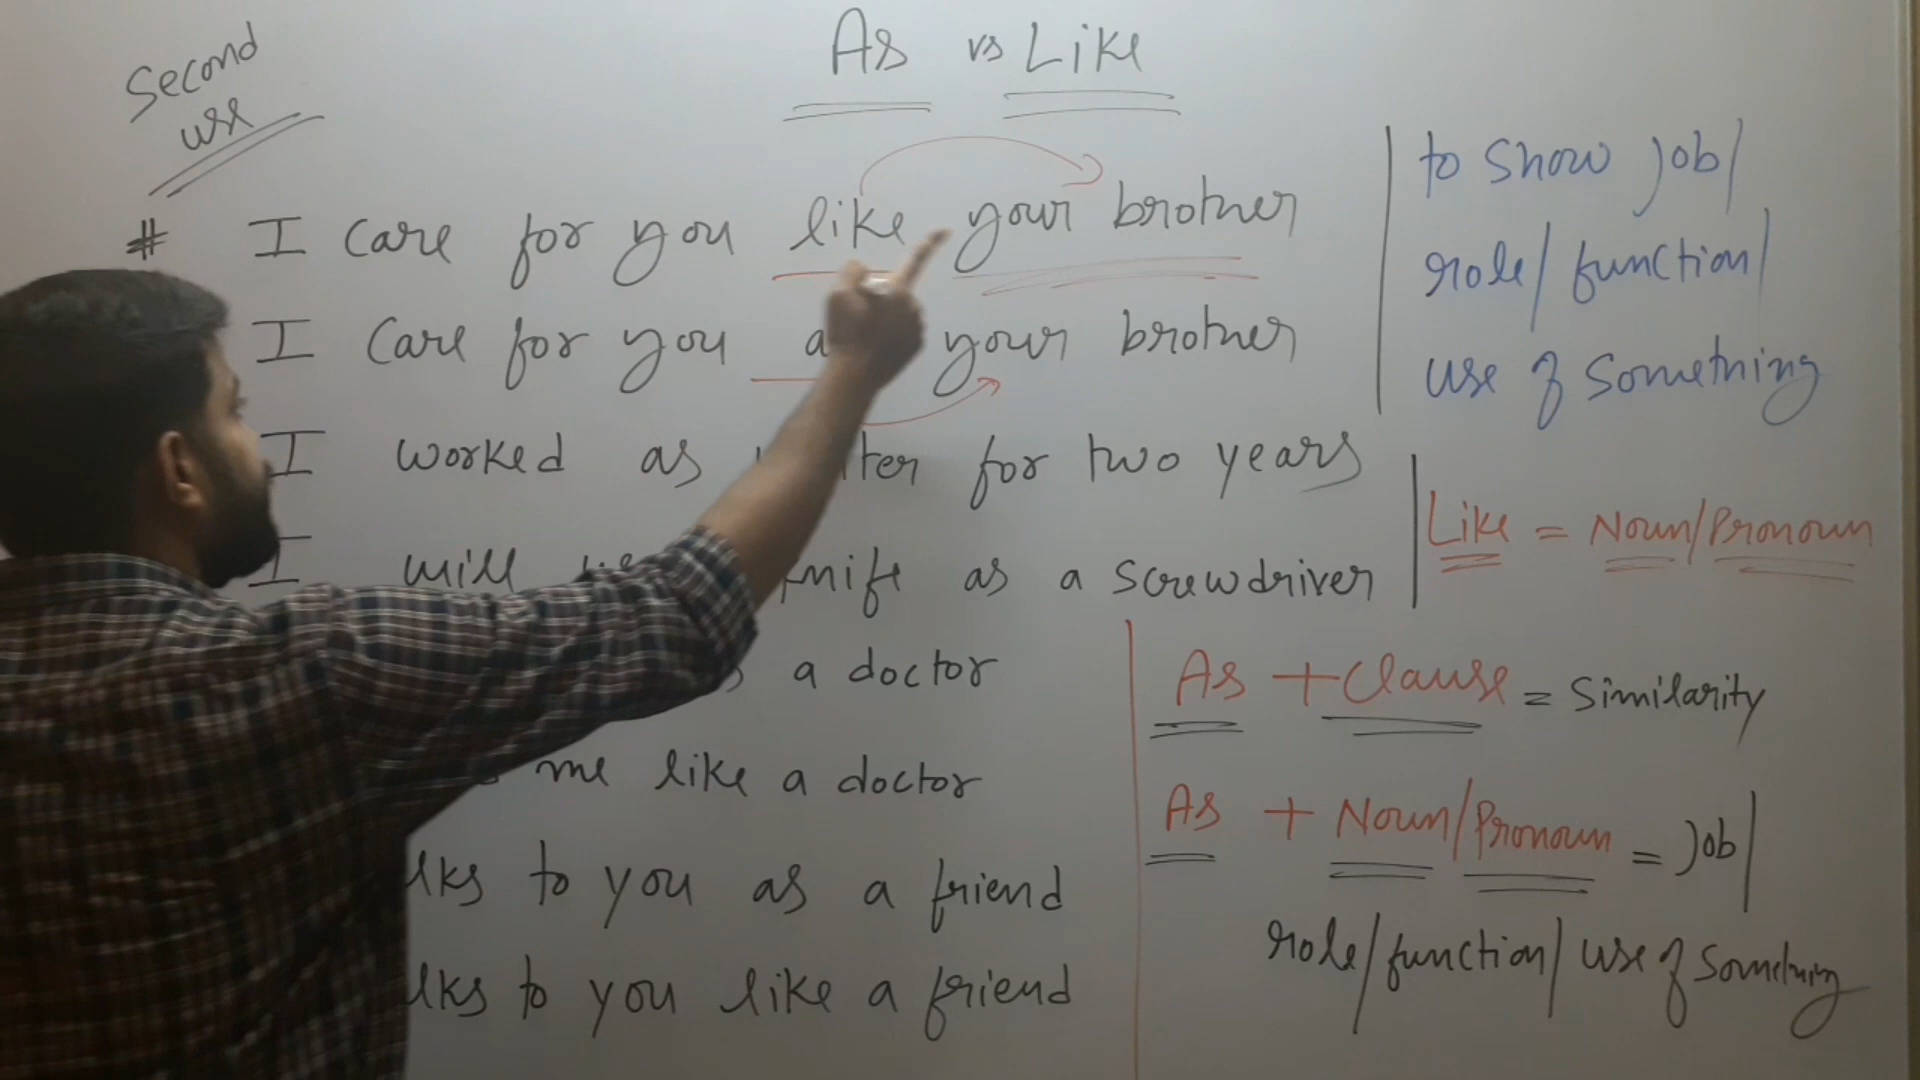 Second
use
As vs Like
# I care for you like your brother
I care for you your brother
I worked as for two years
I will knife as a screwdriver
a doctor
me like a doctor
to you as a friend
to you like a friend
to show job/
role/function/
use of something
Like = Noun/Pronoun
As + Clause = Similarity
As + Noun/Pronoun = job/
role/function/use of something